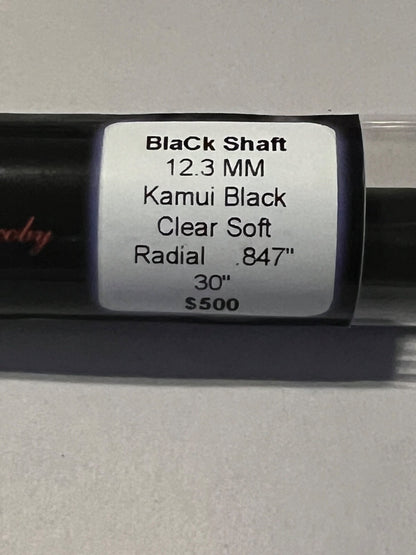 BlaCk Shaft
12.3 MM
Kamui Black
Clear Soft
Radial .847"
30"
$500